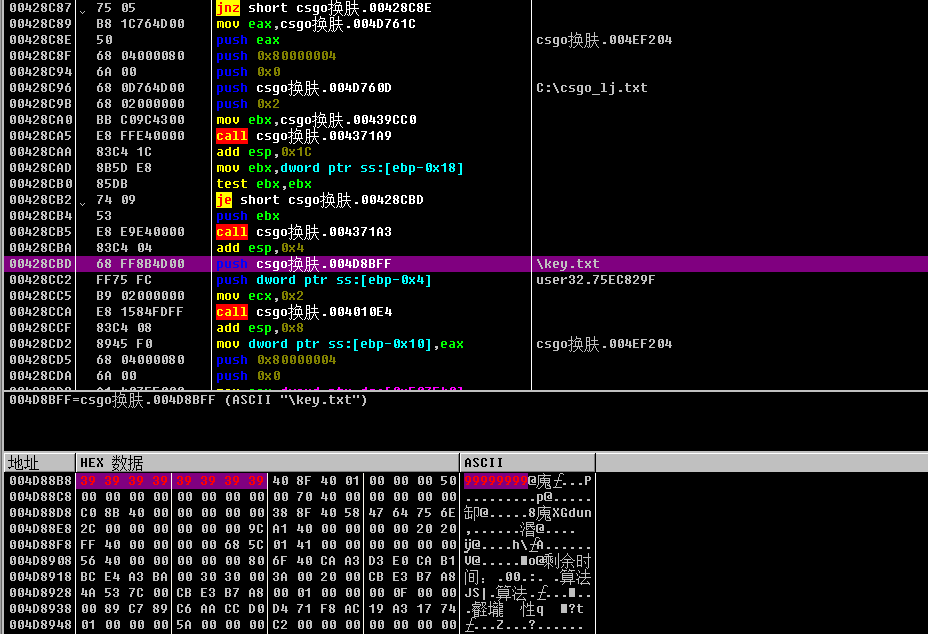 00428C87 75 05 jnz short csgo换肤.00428C8E
00428C89 B8 1C764D00 mov eax,csgo换肤.004D761C
00428C8E 50 push eax csgo换肤.004EF204
00428C8F 68 04000080 push 0x80000004
00428C94 6A 00 push 0x0
00428C96 68 0D764D00 push csgo换肤.004D760D C:\csgo_lj.txt
00428C9B 68 02000000 push 0x2
00428CA0 BB C09C4300 mov ebx,csgo换肤.00439CC0
00428CA5 E8 FFE40000 call csgo换肤.004371A9
00428CAA 83C4 1C add esp,0x1C
00428CAD 8B5D E8 mov ebx,dword ptr ss:[ebp-0x18]
00428CB0 85DB test ebx,ebx
00428CB2 74 09 je short csgo换肤.00428CBD
00428CB4 53 push ebx
00428CB5 E8 E9E40000 call csgo换肤.004371A3
00428CBA 83C4 04 add esp,0x4
00428CBD 68 FF8B4D00 push csgo换肤.004D8BFF \key.txt
00428CC2 FF75 FC push dword ptr ss:[ebp-0x4] user32.75EC829F
00428CC5 B9 02000000 mov ecx,0x2
00428CCA E8 1584FDFF call csgo换肤.004010E4
00428CCF 83C4 08 add esp,0x8
00428CD2 8945 F0 mov dword ptr ss:[ebp-0x10],eax csgo换肤.004EF204
00428CD5 68 04000080 push 0x80000004
00428CDA 6A 00 push 0x0
004D8BFF=csgo换肤.004D8BFF (ASCII "\key.txt")
地址 HEX 数据 ASCII
004D88B8 39 39 39 39 39 39 39 39 40 8F 40 01 00 00 00 50 99999999@廆£...P
004D88C8 00 00 00 00 00 00 00 00 00 70 40 00 00 00 00 00 .........p@.....
004D88D8 C0 8B 40 00 00 00 00 00 38 8F 40 58 47 64 75 6E 缷@.....8廆XGdun
004D88E8 2C 00 00 00 00 00 00 9C A1 40 00 00 00 00 20 20
004D88F8 FF 40 00 00 00 00 68 5C 01 41 00 00 00 00 00 00
004D8908 56 40 00 00 00 00 00 80 6F 40 CA A3 D3 E0 CA B1
004D8918 BC E4 A3 BA 00 30 30 00 3A 00 20 00 CB E3 B7 A8 间：.00.:. .算法
004D8928 4A 53 7C 00 CB E3 B7 A8 00 01 00 00 00 0F 00 00
004D8938 00 89 C7 89 C6 AA CC D0 D4 71 F8 AC 19 A3 17 74
004D8948 01 00 00 00 5A 00 00 00 C2 00 00 00 00 00 00 00 £...Z...?......